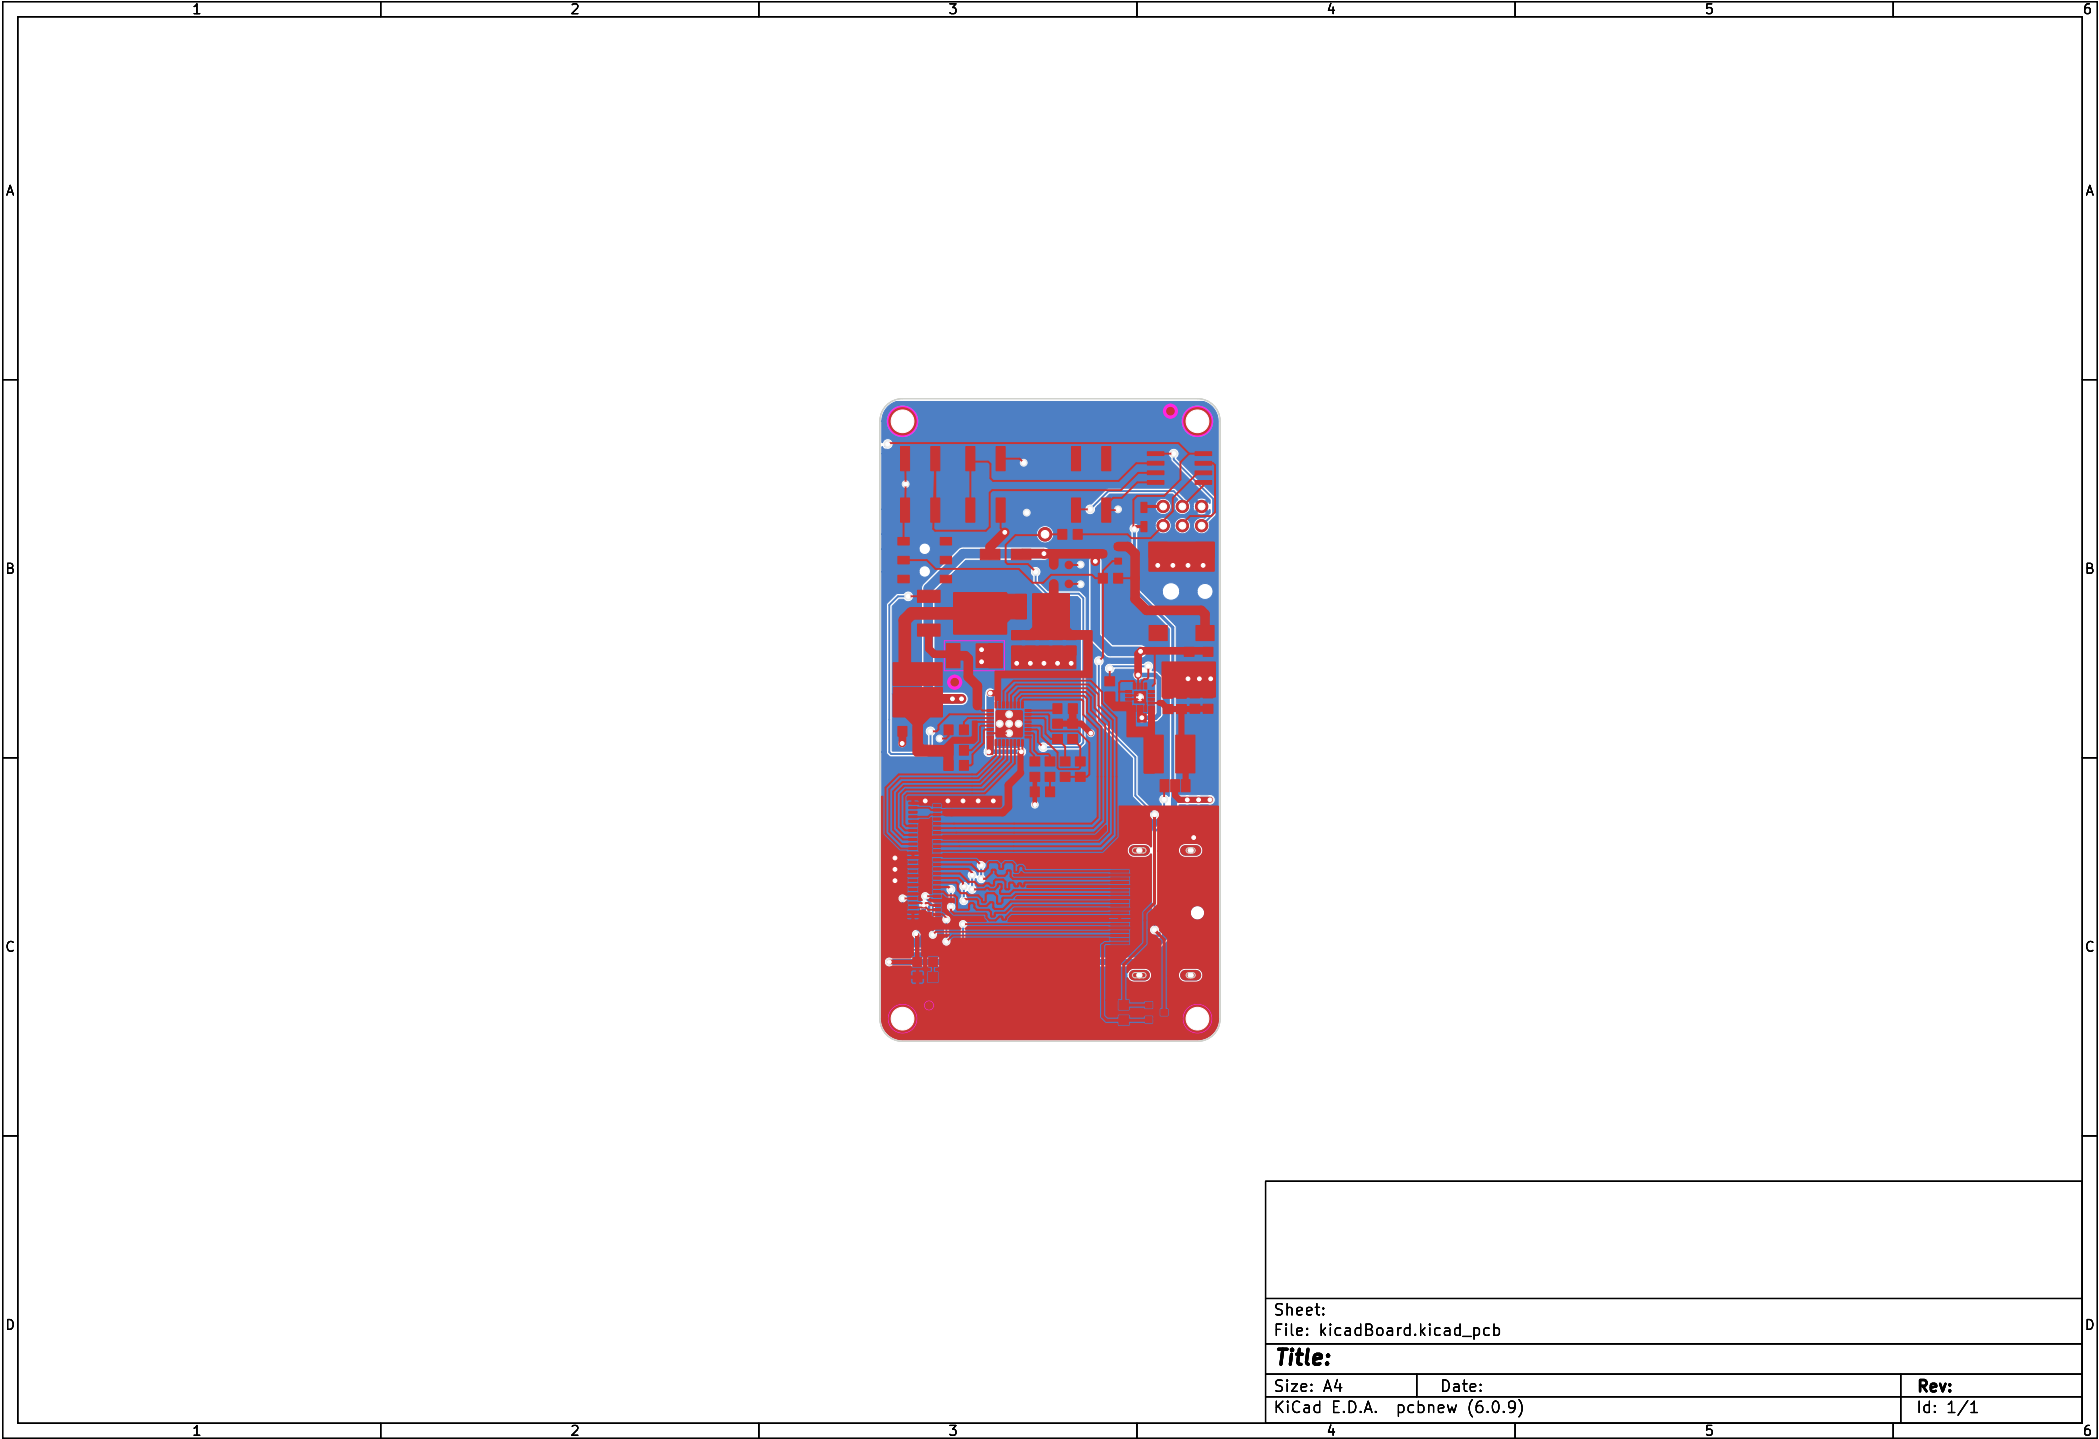 1 2 3 4 5 6
A A
B B
C C
D D
Sheet:
File: kicadBoard.kicad_pcb
Title:
Size: A4 Date: Rev:
KiCad E.D.A. pcbnew (6.0.9) Id: 1/1
1 2 3 4 5 6